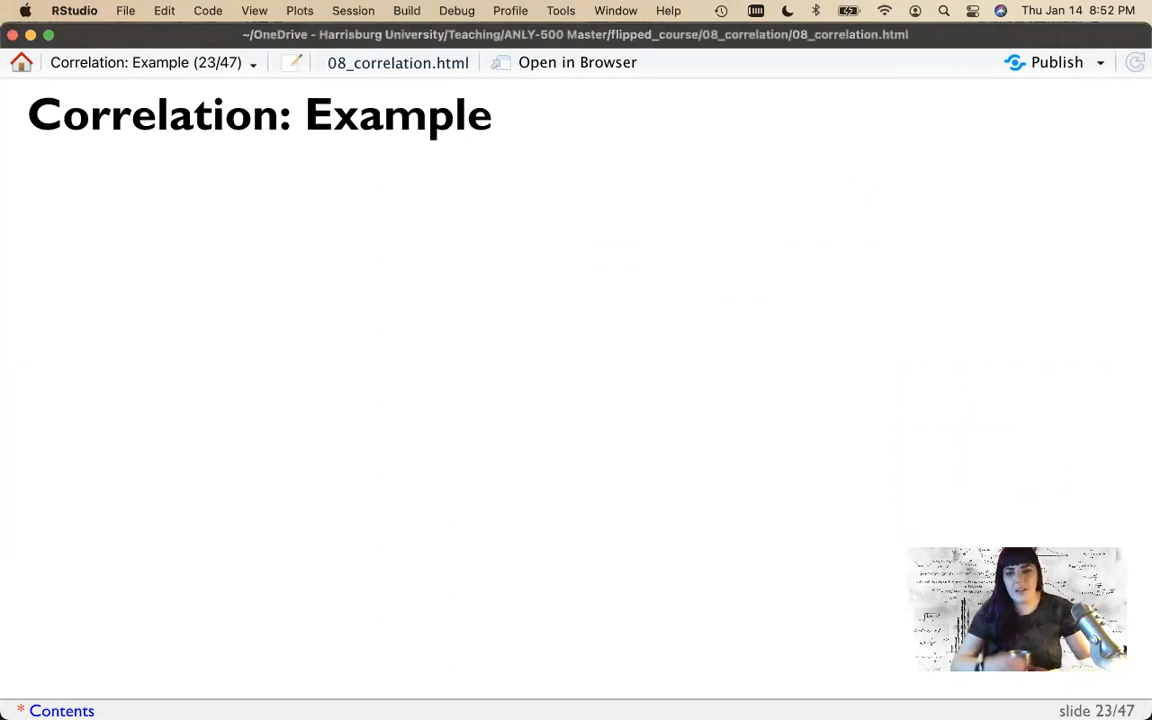 RStudio File Edit Code View Plots Session Build Debug Profile Tools Window Help Thu Jan 14 8:52 PM
~/OneDrive - Harrisburg University/Teaching/ANLY-500 Master/flipped_course/08_correlation/08_correlation.html
Correlation: Example (23/47) 08_correlation.html Open in Browser Publish
Correlation: Example
* Contents slide 23/47